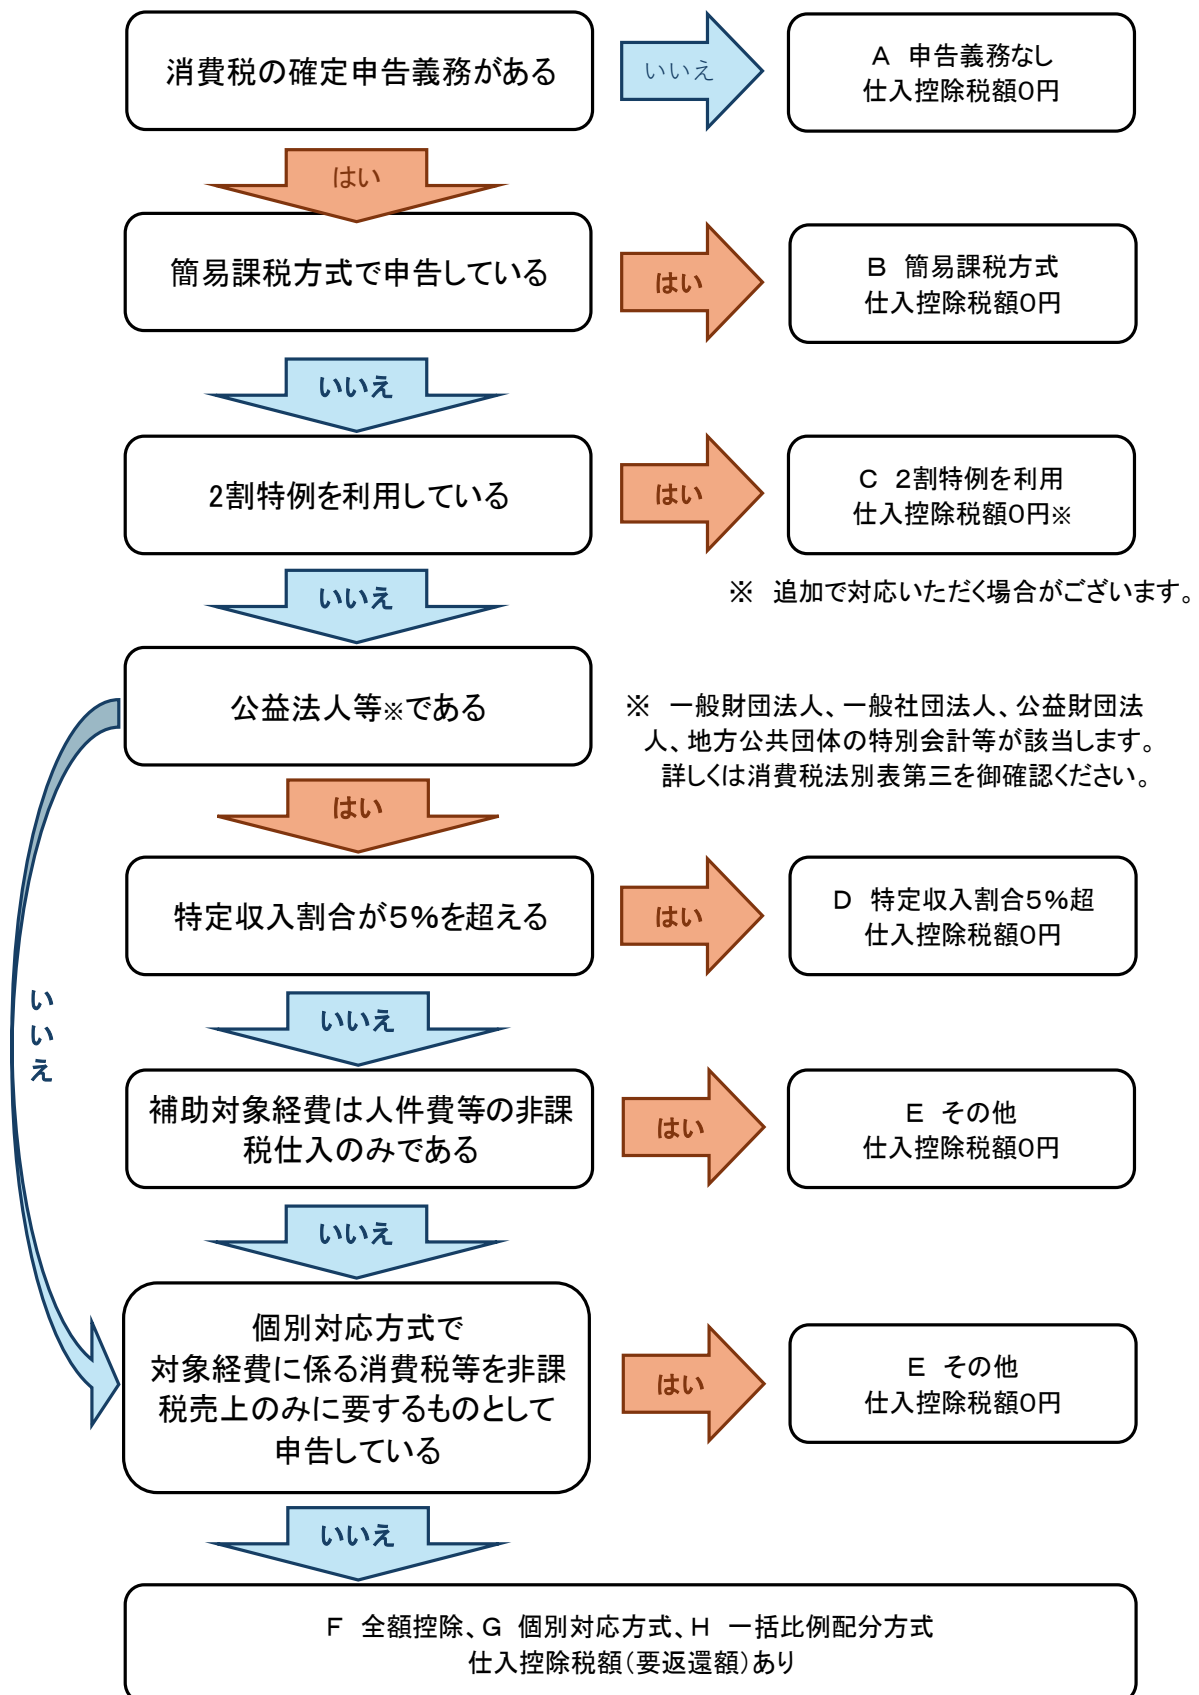 消費税の確定申告義務がある
いいえ
A　申告義務なし
仕入控除税額0円
はい
簡易課税方式で申告している
はい
B　簡易課税方式
仕入控除税額0円
いいえ
2割特例を利用している
はい
C　2割特例を利用
仕入控除税額0円※
※　追加で対応いただく場合がございます。
いいえ
公益法人等※である
※　一般財団法人、一般社団法人、公益財団法
人、地方公共団体の特別会計等が該当します。
詳しくは消費税法別表第三を御確認ください。
はい
特定収入割合が5%を超える
はい
D　特定収入割合5%超
仕入控除税額0円
いいえ
いいえ
補助対象経費は人件費等の非課
税仕入のみである
はい
E　その他
仕入控除税額0円
いいえ
個別対応方式で
対象経費に係る消費税等を非課
税売上のみに要するものとして
申告している
はい
E　その他
仕入控除税額0円
いいえ
F　全額控除、G　個別対応方式、H　一括比例配分方式
仕入控除税額（要返還額）あり